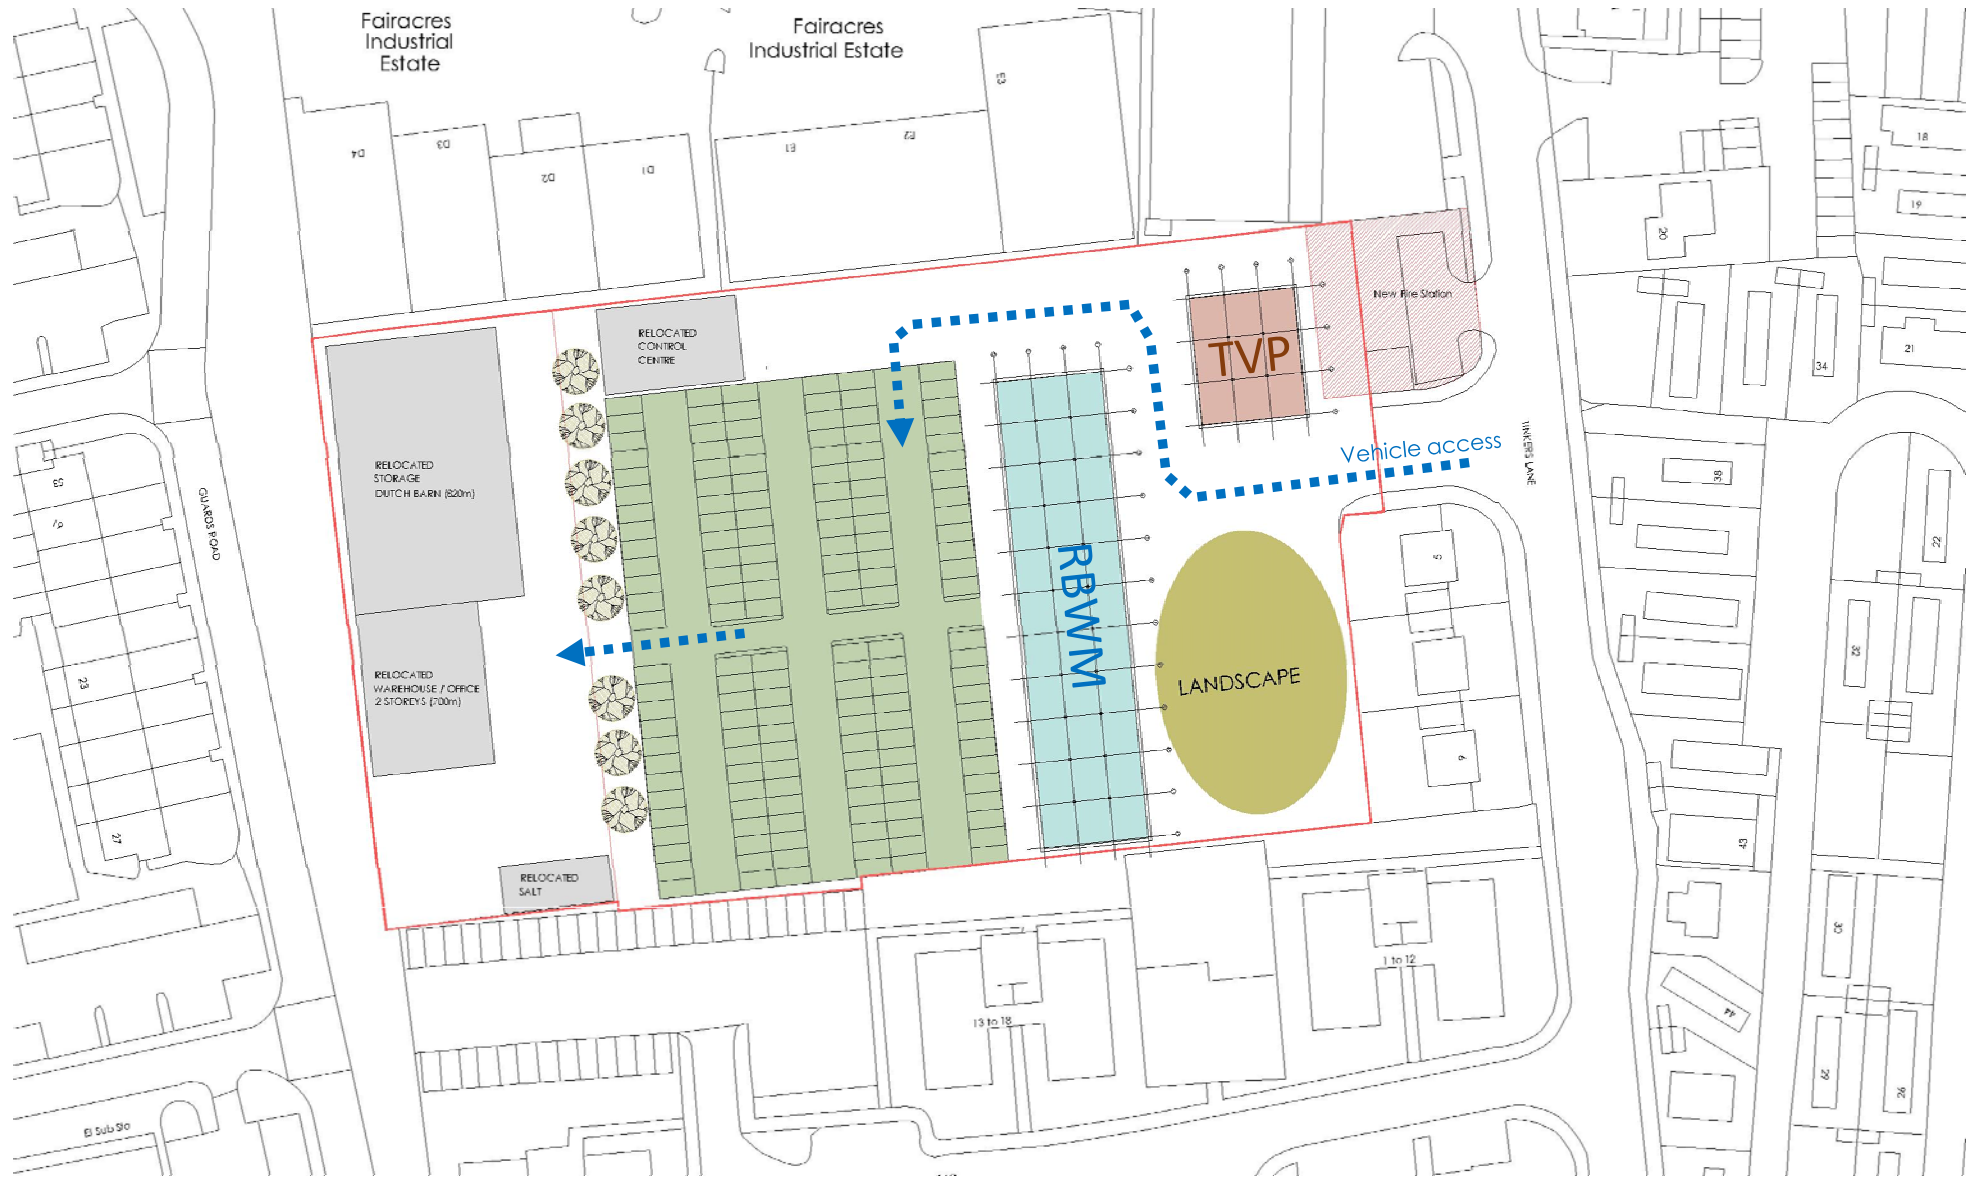 Fairacres
Industrial
Estate
Fairacres
Industrial Estate
E3
D4
D3
D2
D1
E1
E2
18
19
20
21
34
New Fire Station
RELOCATED
CONTROL
CENTRE
TVP
Vehicle access
TINKERS LANE
RELOCATED
STORAGE
DUTCH BARN (820m)
GUARDS ROAD
38
22
5
RBWM
LANDSCAPE
32
23
RELOCATED
WAREHOUSE / OFFICE
2 STOREYS (700m)
27
9
43
RELOCATED
SALT
30
1 to 12
13 to 18
44
29
26
El Sub Sta